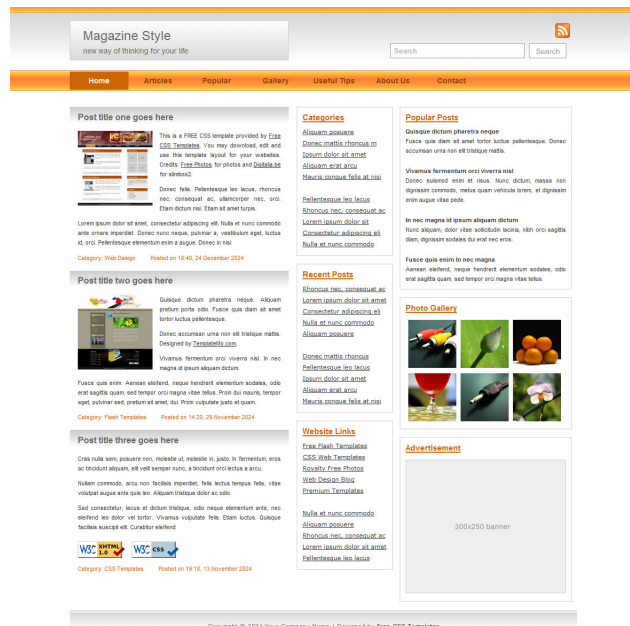 Magazine Style
new way of thinking for your life
Search
Search
Home
Articles
Popular
Gallery
Useful Tips
About Us
Contact
Post title one goes here
This is a FREE CSS template provided by Free
CSS Templates. You may download, edit and
use this template layout for your websites.
Credits: Free Photos for photos and Digitalle.be
for slimbox2.
Donec felis. Pellentesque leo lacus, rhoncus
nec, consequat ac, ullamcorper nec, orci.
Etiam dictum nisi. Etiam sit amet turpis.
Lorem ipsum dolor sit amet, consectetur adipiscing elit. Nulla et nunc commodo
ante ornare imperdiet. Donec nunc neque, pulvinar a, vestibulum eget, luctus
id, orci. Pellentesque elementum enim a augue. Donec in nisi.
Category: Web Design
Posted on 18:40, 24 December 2024
Post title two goes here
Quisque dictum pharetra neque. Aliquam
pretium porta odio. Fusce quis diam sit amet
tortor luctus pellentesque.
Donec accumsan urna non elit tristique mattis.
Designed by TemplateMo.com.
Vivamus fermentum orci viverra nisl. In nec
magna id ipsum aliquam dictum.
Fusce quis enim. Aenean eleifend, neque hendrerit elementum sodales, odio
erat sagittis quam, sed tempor orci magna vitae tellus. Proin dui mauris, tempor
eget, pulvinar sed, pretium sit amet, dui. Proin vulputate justo et quam.
Category: Flash Templates
Posted on 14:20, 29 November 2024
Post title three goes here
Cras nulla sem, posuere non, molestie ut, molestie in, justo. In fermentum, eros
ac tincidunt aliquam, elit velit semper nunc, a tincidunt orci lectus a arcu.
Nullam commodo, arcu non facilisis imperdiet, felis lectus tempus felis, vitae
volutpat augue ante quis leo. Aliquam tristique dolor ac odio.
Sed consectetur, lacus et dictum tristique, odio neque elementum ante, nec
eleifend leo dolor vel tortor. Vivamus vulputate felis. Etiam luctus. Quisque
facilisis suscipit elit. Curabitur eleifend
W3C XHTML 1.0
W3C CSS
Category: CSS Templates
Posted on 19:18, 13 November 2024
Categories
Aliquam posuere
Donec mattis rhoncus m
Ipsum dolor sit amet
Aliquam erat arcu
Mauris congue felis at nisi
Pellentesque leo lacus
Rhoncus nec, consequat ac
Lorem ipsum dolor sit
Consectetur adipiscing eli
Nulla et nunc commodo
Recent Posts
Rhoncus nec, consequat ac
Lorem ipsum dolor sit amet
Consectetur adipiscing eli
Nulla et nunc commodo
Aliquam posuere
Donec mattis rhoncus
Pellentesque leo lacus
Ipsum dolor sit amet
Aliquam erat arcu
Mauris congue felis at nisi
Website Links
Free Flash Templates
CSS Web Templates
Royalty Free Photos
Web Design Blog
Premium Templates
Nulla et nunc commodo
Aliquam posuere
Rhoncus nec, consequat ac
Lorem ipsum dolor sit amet
Pellentesque leo lacus
Popular Posts
Quisque dictum pharetra neque
Fusce quis diam sit amet tortor luctus pellentesque. Donec
accumsan urna non elit tristique mattis.
Vivamus fermentum orci viverra nisl
Donec euismod enim et risus. Nunc dictum, massa non
dignissim commodo, metus quam vehicula lorem, et dignissim
enim augue vitae pede.
In nec magna id ipsum aliquam dictum
Nunc aliquam, dolor vitae sollicitudin lacinia, nibh orci sagittis
diam, dignissim sodales dui erat nec eros.
Fusce quis enim In nec magna
Aenean eleifend, neque hendrerit elementum sodales, odio
erat sagittis quam, sed tempor orci magna vitae tellus.
Photo Gallery
Advertisement
300x250 banner